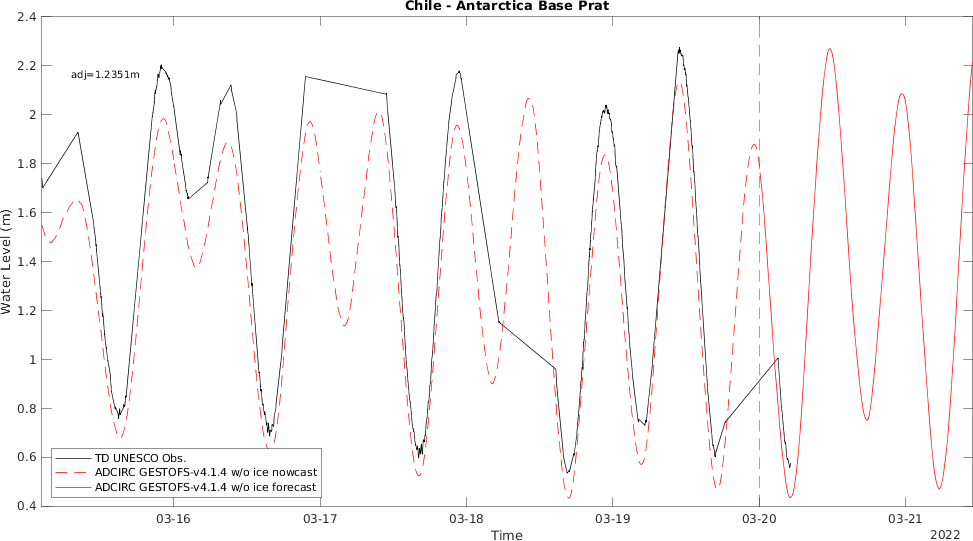 Chile - Antarctica Base Prat
adj=1.2351m
Water Level (m)
2.4
2.2
2
1.8
1.6
1.4
1.2
1
0.8
0.6
0.4
TD UNESCO Obs.
ADCIRC GESTOFS-v4.1.4 w/o ice nowcast
ADCIRC GESTOFS-v4.1.4 w/o ice forecast
03-16 03-17 03-18 03-19 03-20 03-21
Time
2022